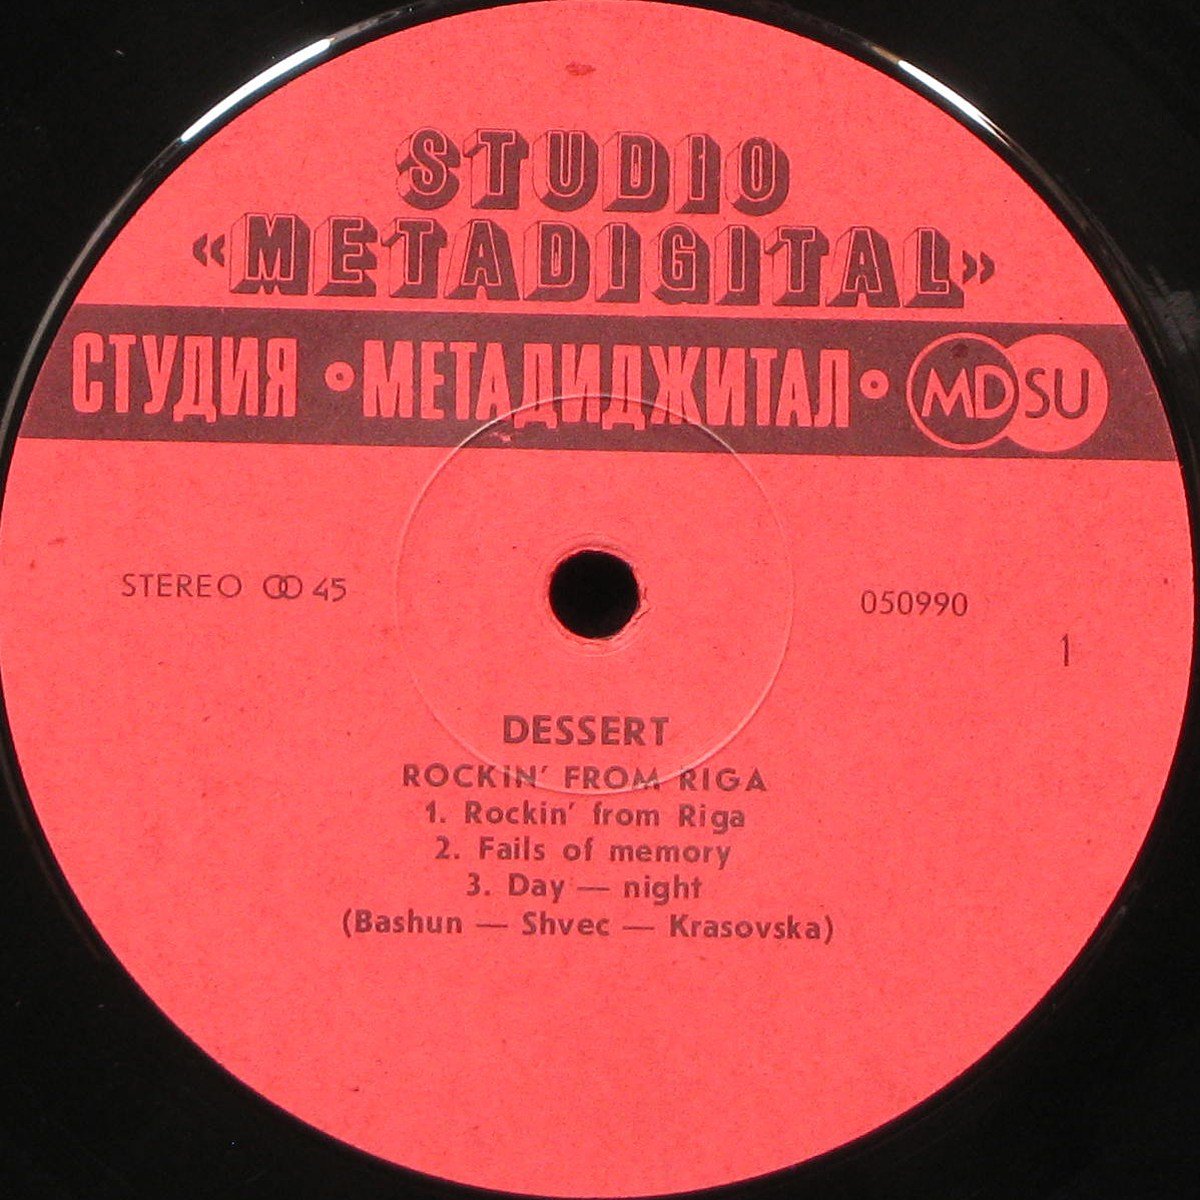 STUDIO
«METADIGITAL»
СТУДИЯ • МЕТАДИДЖИТАЛ • MDSU
STEREO OO 45
050990
1
DESSERT
ROCKIN' FROM RIGA
1. Rockin' from Riga
2. Fails of memory
3. Day — night
(Bashun — Shvec — Krasovska)